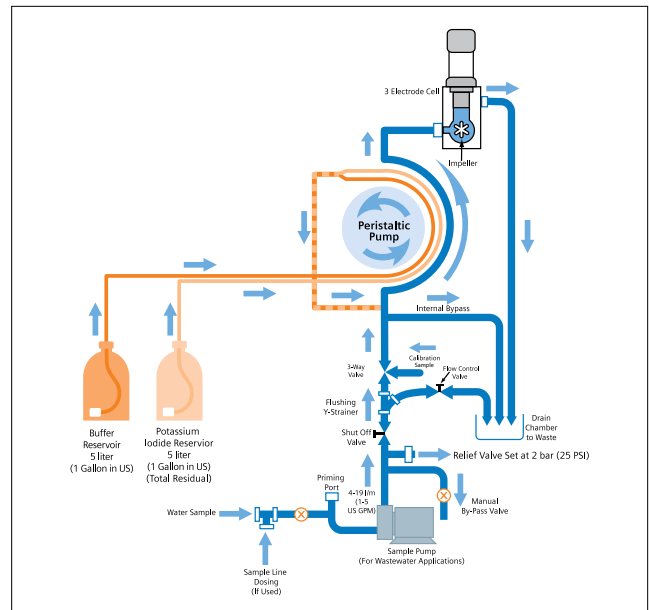 3 Electrode Cell
Impeller
Peristaltic
Pump
Internal Bypass
3-Way
Valve
Calibration
Sample
Flow Control
Valve
Flushing
Y-Strainer
Shut Off
Valve
Drain
Chamber
to Waste
Buffer
Reservoir
5 liter
(1 Gallon in US)
Potassium
Iodide Reservior
5 liter
(1 Gallon in US)
(Total Residual)
Relief Valve Set at 2 bar (25 PSI)
Priming
Port
4-19 l/m
(1-5
US GPM)
Manual
By-Pass Valve
Water Sample
Sample Pump
(For Wastewater Applications)
Sample Line
Dosing
(If Used)